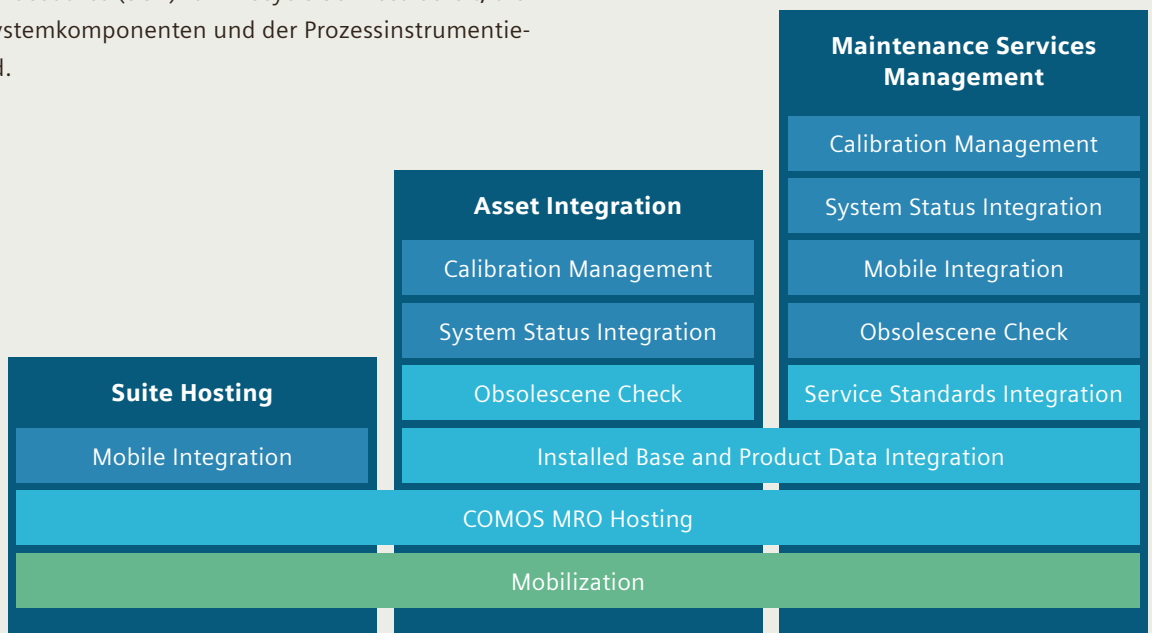 ystemkomponenten und der Prozessinstrumentie-
d.
Maintenance Services
Management
Calibration Management
System Status Integration
Mobile Integration
Obsolescene Check
Service Standards Integration
Asset Integration
Calibration Management
System Status Integration
Obsolescene Check
Suite Hosting
Mobile Integration
Installed Base and Product Data Integration
COMOS MRO Hosting
Mobilization